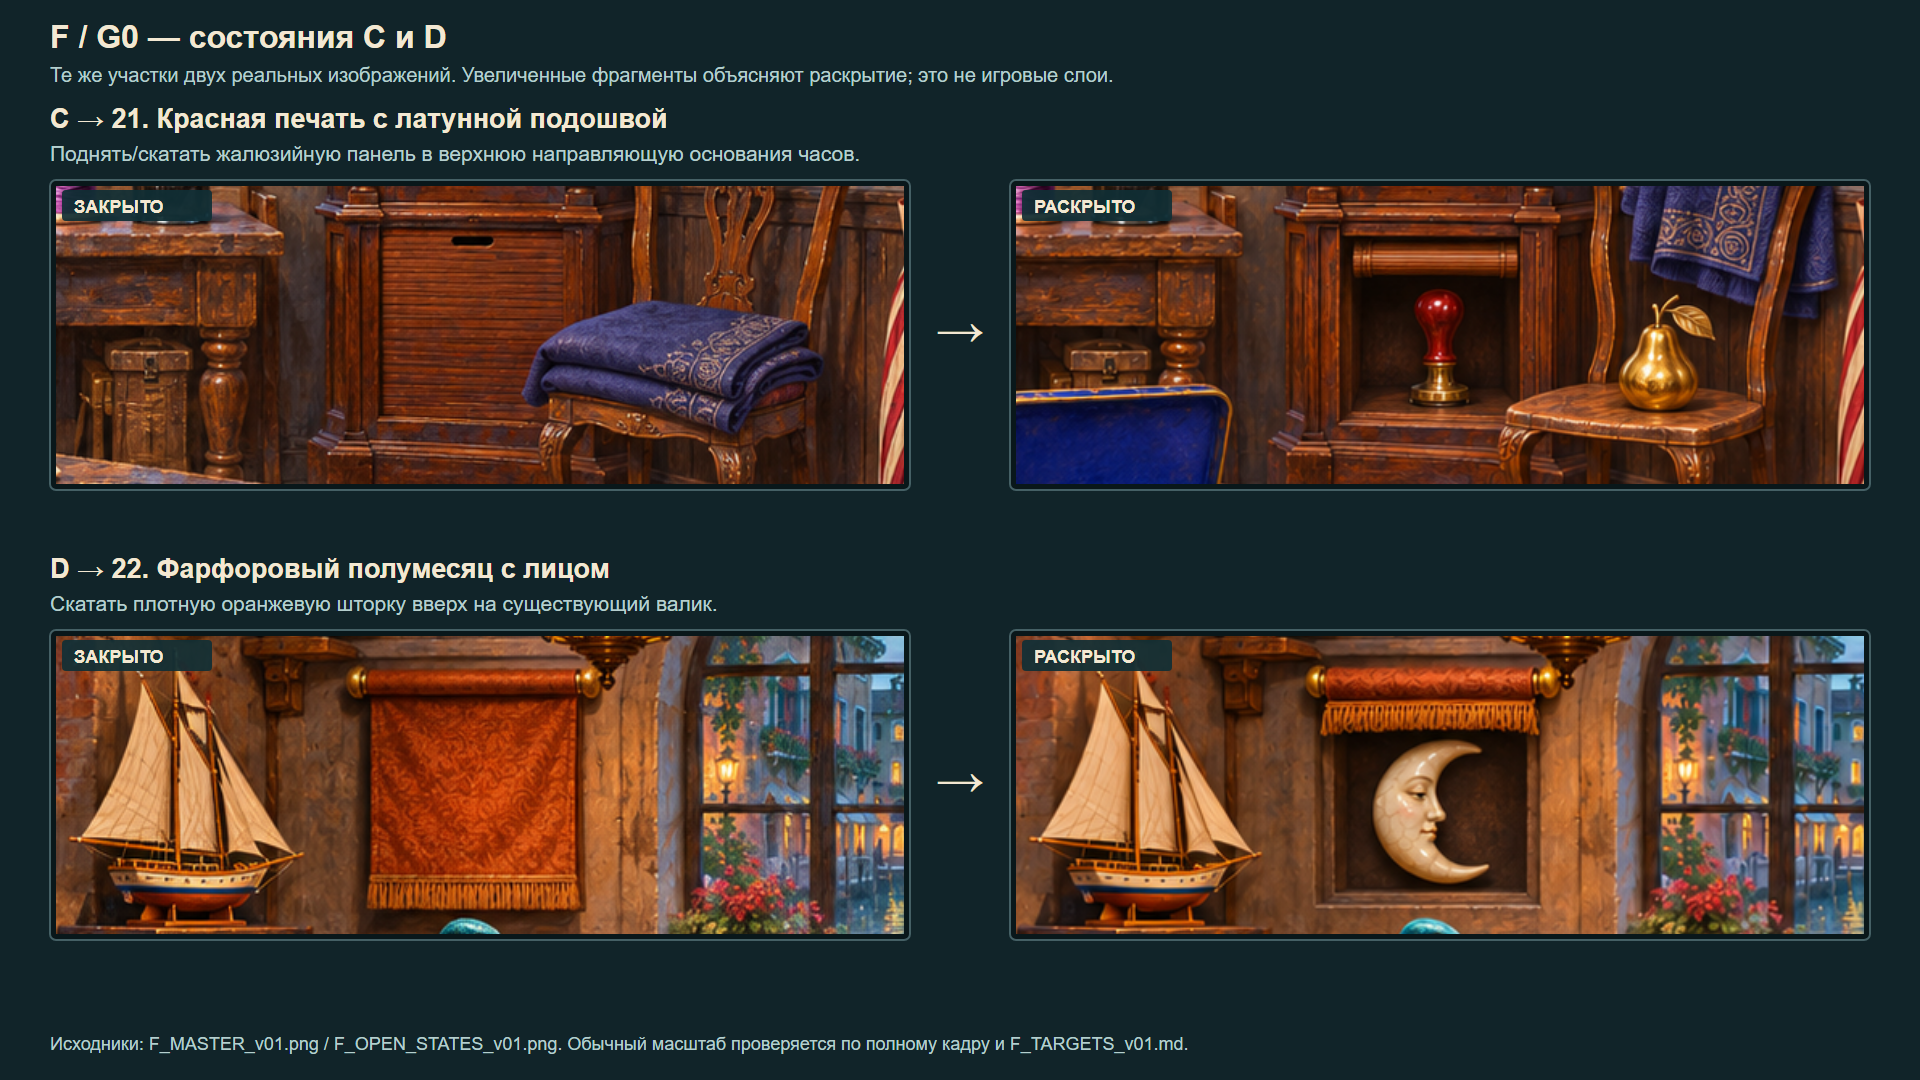 F / G0 — состояния C и D
Те же участки двух реальных изображений. Увеличенные фрагменты объясняют раскрытие; это не игровые слои.
C → 21. Красная печать с латунной подошвой
Поднять/скатать жалюзийную панель в верхнюю направляющую основания часов.
ЗАКРЫТО
→
РАСКРЫТО
D → 22. Фарфоровый полумесяц с лицом
Скатать плотную оранжевую шторку вверх на существующий валик.
ЗАКРЫТО
→
РАСКРЫТО
Исходники: F_MASTER_v01.png / F_OPEN_STATES_v01.png. Обычный масштаб проверяется по полному кадру и F_TARGETS_v01.md.